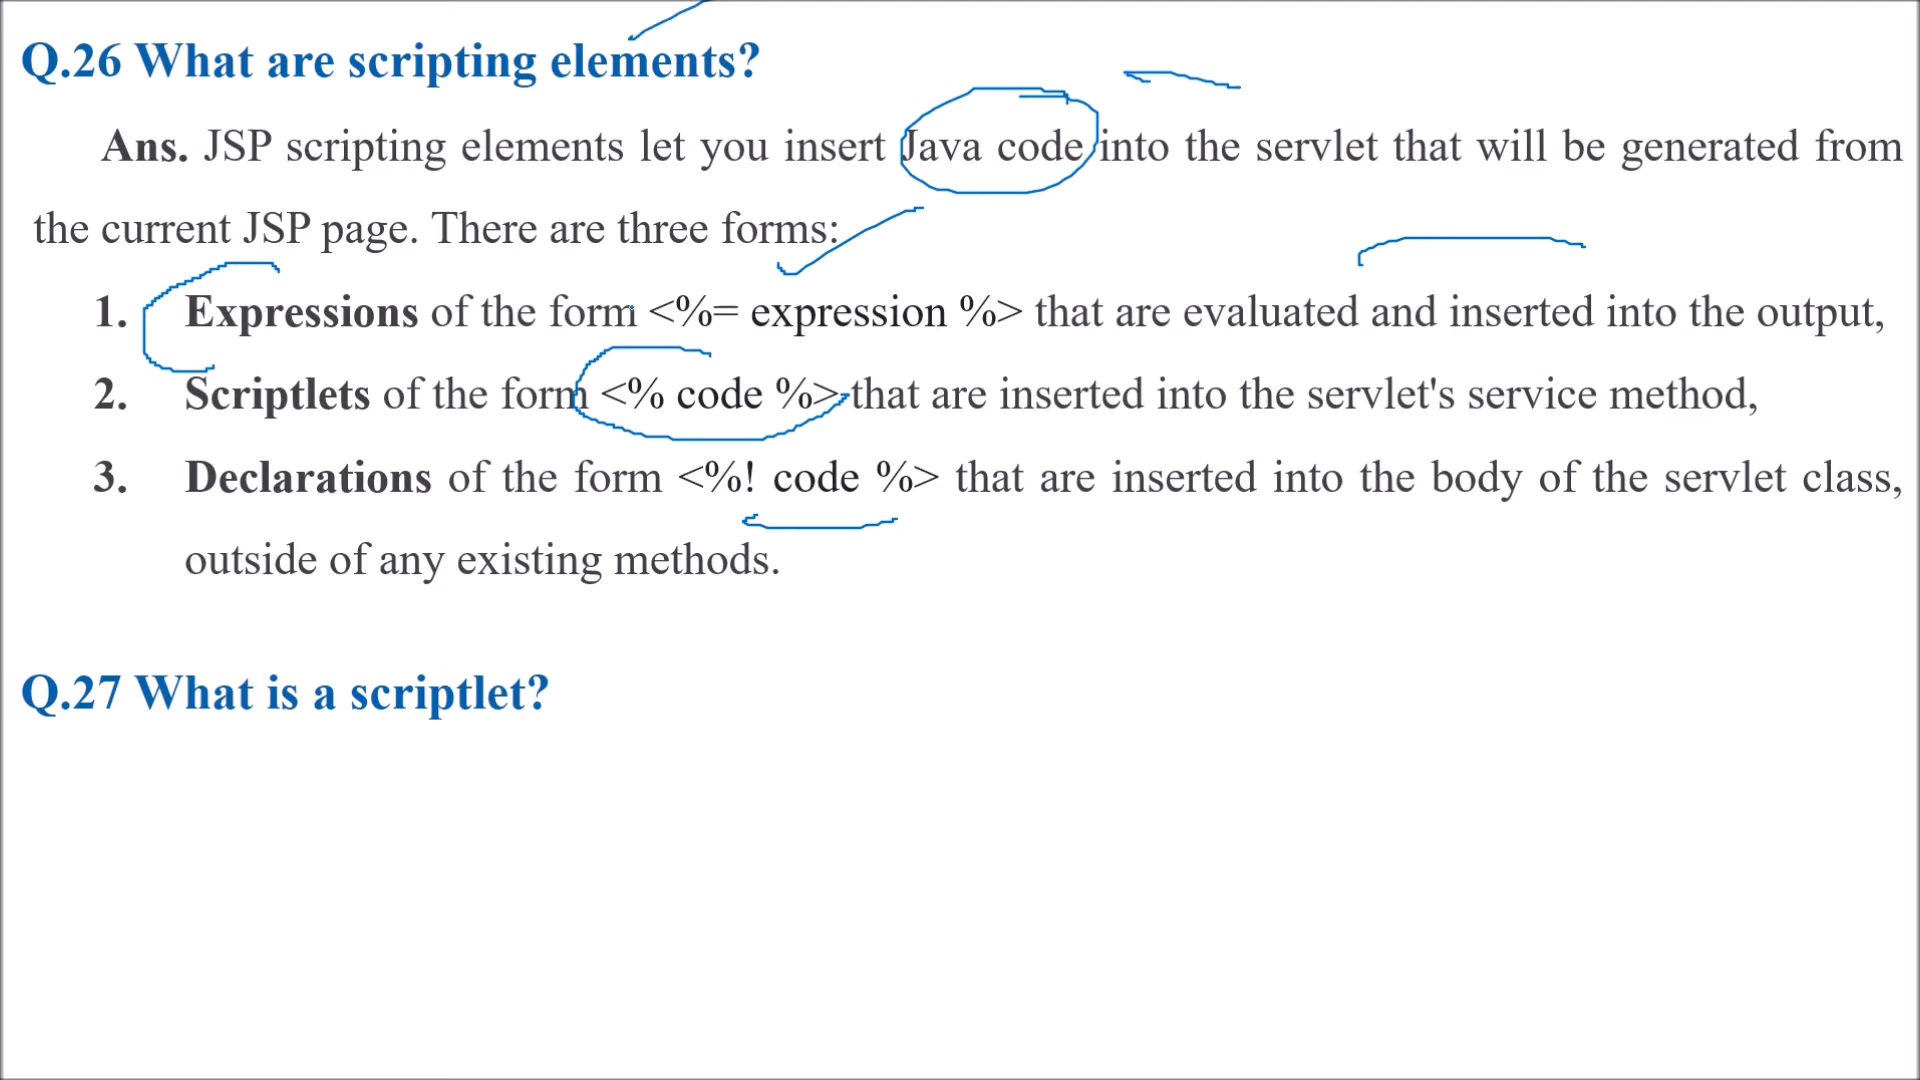 Q.26 What are scripting elements?
Ans. JSP scripting elements let you insert Java code into the servlet that will be generated from
the current JSP page. There are three forms:
1. Expressions of the form <%= expression %> that are evaluated and inserted into the output,
2. Scriptlets of the form <% code %> that are inserted into the servlet's service method,
3. Declarations of the form <%! code %> that are inserted into the body of the servlet class,
outside of any existing methods.
Q.27 What is a scriptlet?